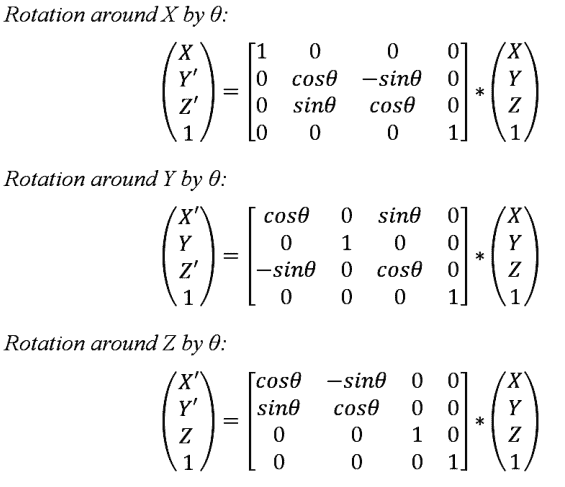 Rotation around X by θ:
(X Y′ Z′ 1) = [1 0 0 0; 0 cosθ −sinθ 0; 0 sinθ cosθ 0; 0 0 0 1] * (X Y Z 1)
Rotation around Y by θ:
(X′ Y Z′ 1) = [cosθ 0 sinθ 0; 0 1 0 0; −sinθ 0 cosθ 0; 0 0 0 1] * (X Y Z 1)
Rotation around Z by θ:
(X′ Y′ Z 1) = [cosθ −sinθ 0 0; sinθ cosθ 0 0; 0 0 1 0; 0 0 0 1] * (X Y Z 1)